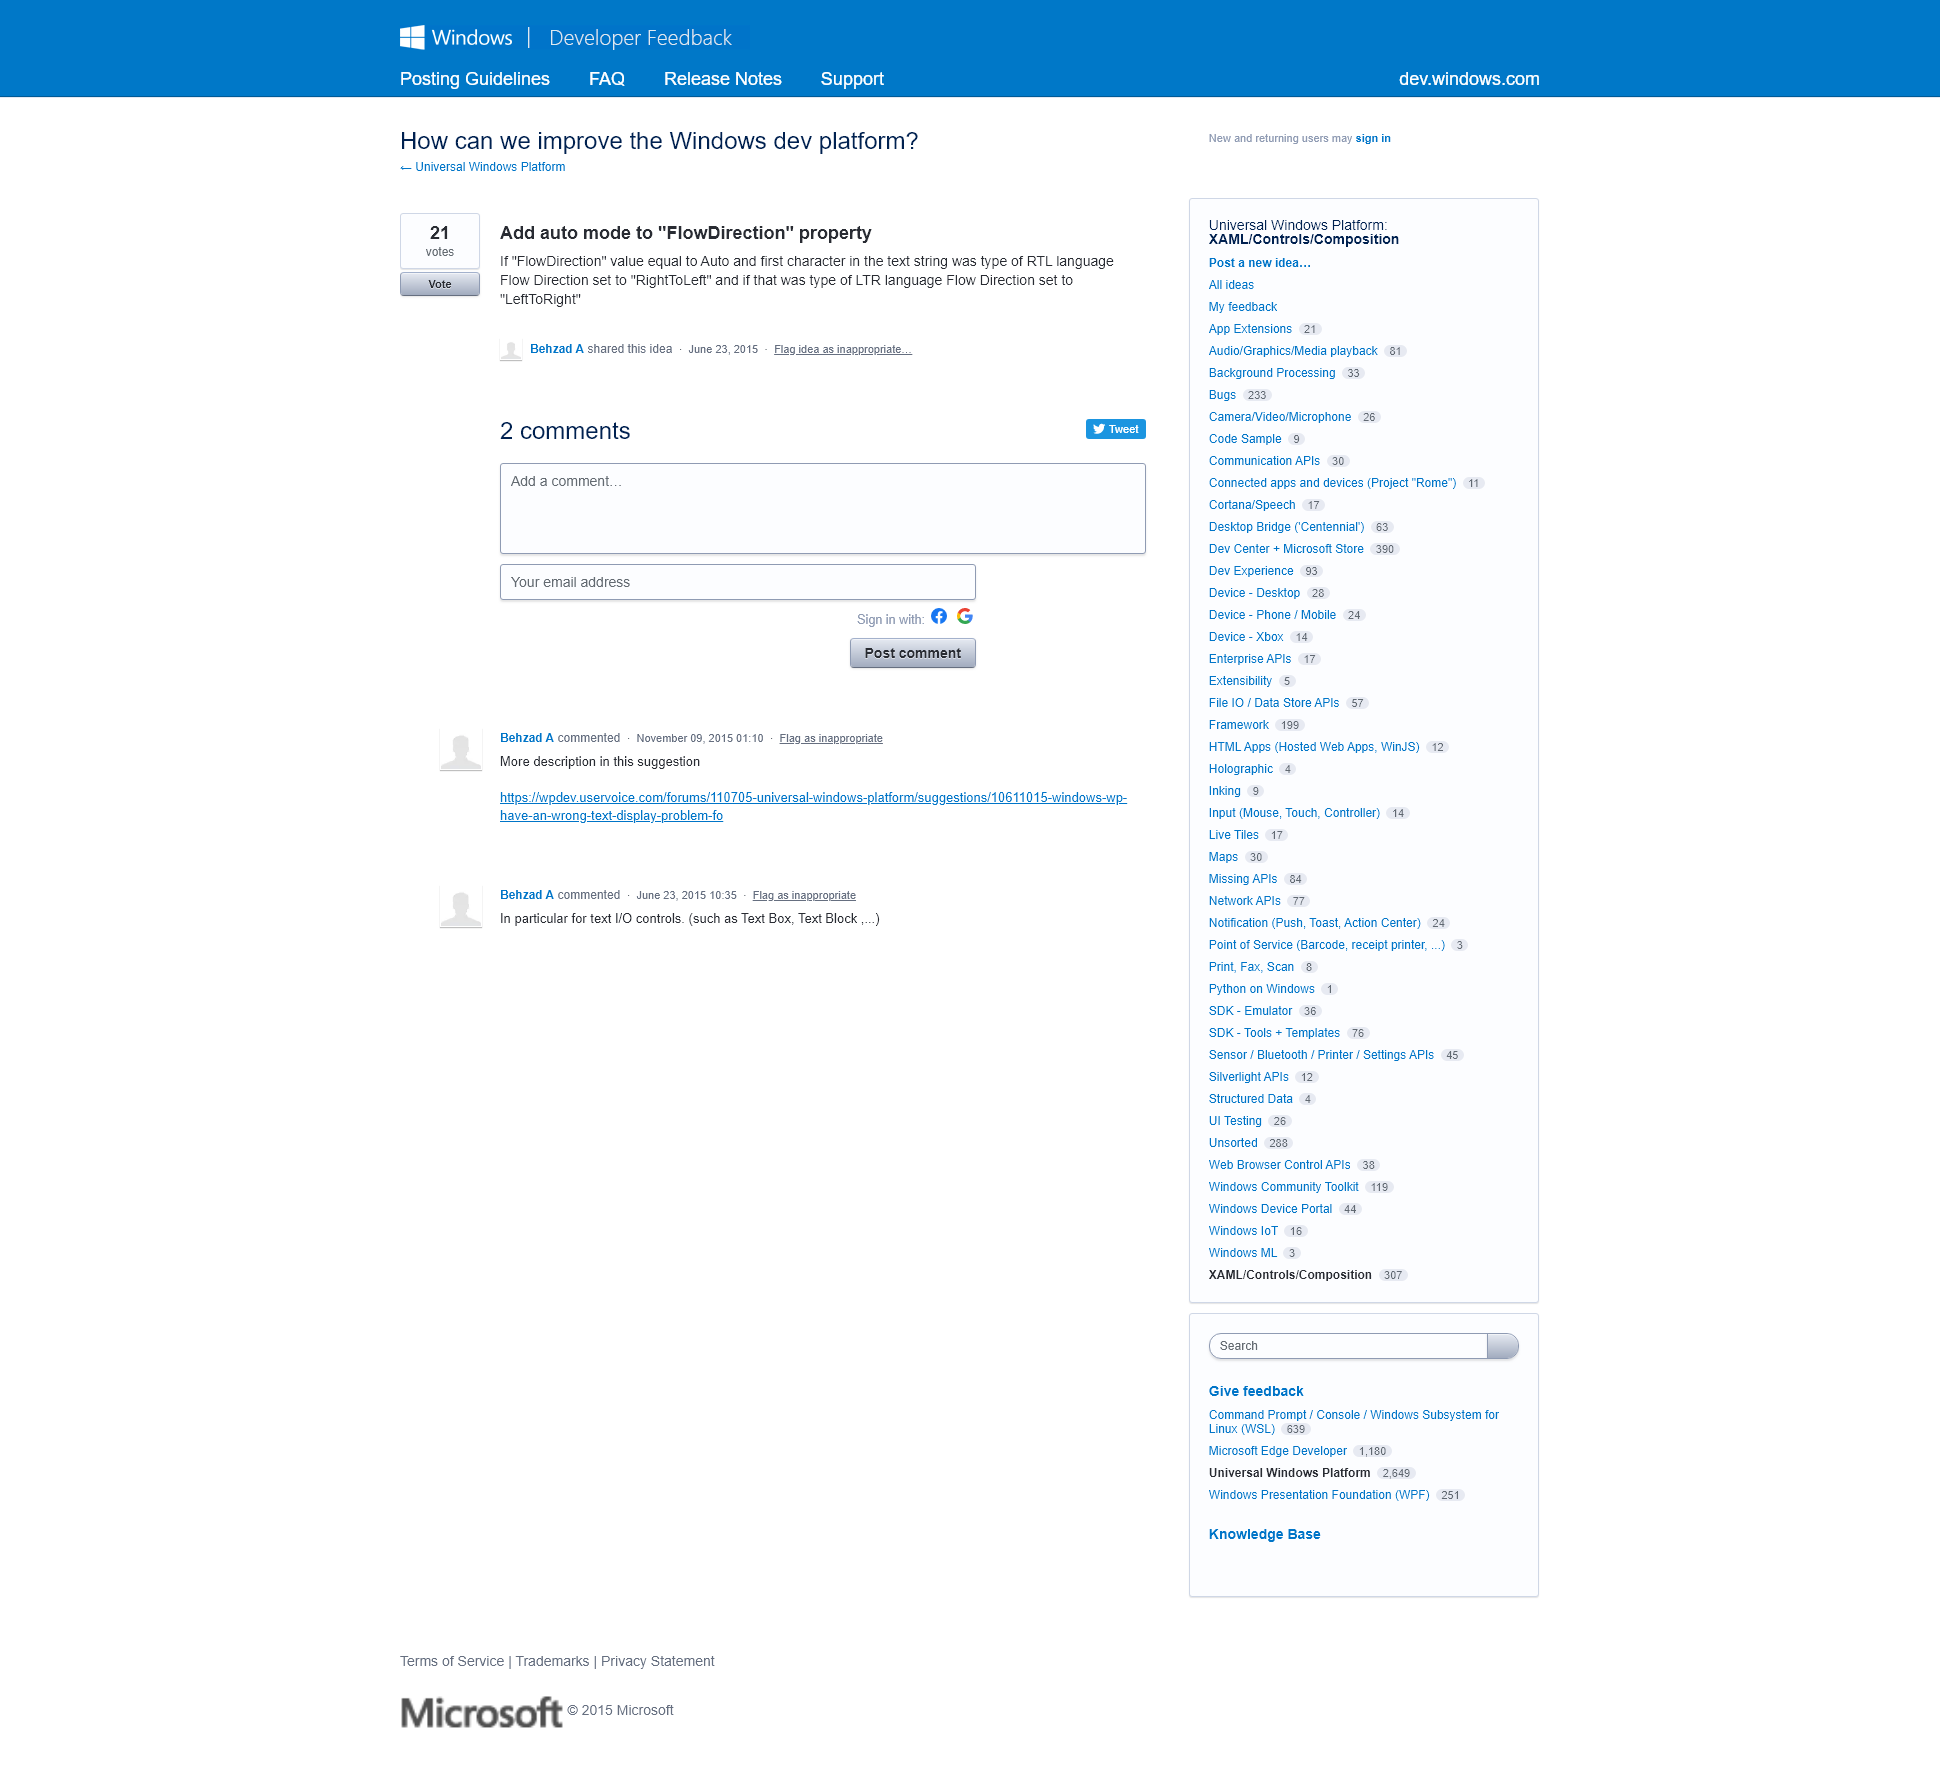 Windows | Developer Feedback
Posting Guidelines FAQ Release Notes Support dev.windows.com
How can we improve the Windows dev platform?
← Universal Windows Platform
New and returning users may sign in
21
votes
Vote
Add auto mode to "FlowDirection" property
If "FlowDirection" value equal to Auto and first character in the text string was type of RTL language
Flow Direction set to "RightToLeft" and if that was type of LTR language Flow Direction set to
"LeftToRight"
Behzad A shared this idea · June 23, 2015 · Flag idea as inappropriate…
2 comments
Tweet
Add a comment…
Your email address
Sign in with:
Post comment
Behzad A commented · November 09, 2015 01:10 · Flag as inappropriate
More description in this suggestion
https://wpdev.uservoice.com/forums/110705-universal-windows-platform/suggestions/10611015-windows-wp-
have-an-wrong-text-display-problem-fo
Behzad A commented · June 23, 2015 10:35 · Flag as inappropriate
In particular for text I/O controls. (such as Text Box, Text Block ,...)
Universal Windows Platform:
XAML/Controls/Composition
Post a new idea…
All ideas
My feedback
App Extensions 21
Audio/Graphics/Media playback 81
Background Processing 33
Bugs 233
Camera/Video/Microphone 26
Code Sample 9
Communication APIs 30
Connected apps and devices (Project "Rome") 11
Cortana/Speech 17
Desktop Bridge ('Centennial') 63
Dev Center + Microsoft Store 390
Dev Experience 93
Device - Desktop 28
Device - Phone / Mobile 24
Device - Xbox 14
Enterprise APIs 17
Extensibility 5
File IO / Data Store APIs 57
Framework 199
HTML Apps (Hosted Web Apps, WinJS) 12
Holographic 4
Inking 9
Input (Mouse, Touch, Controller) 14
Live Tiles 17
Maps 30
Missing APIs 84
Network APIs 77
Notification (Push, Toast, Action Center) 24
Point of Service (Barcode, receipt printer, ...) 3
Print, Fax, Scan 8
Python on Windows 1
SDK - Emulator 36
SDK - Tools + Templates 76
Sensor / Bluetooth / Printer / Settings APIs 45
Silverlight APIs 12
Structured Data 4
UI Testing 26
Unsorted 288
Web Browser Control APIs 38
Windows Community Toolkit 119
Windows Device Portal 44
Windows IoT 16
Windows ML 3
XAML/Controls/Composition 307
Search
Give feedback
Command Prompt / Console / Windows Subsystem for
Linux (WSL) 639
Microsoft Edge Developer 1,180
Universal Windows Platform 2,649
Windows Presentation Foundation (WPF) 251
Knowledge Base
Terms of Service | Trademarks | Privacy Statement
Microsoft © 2015 Microsoft